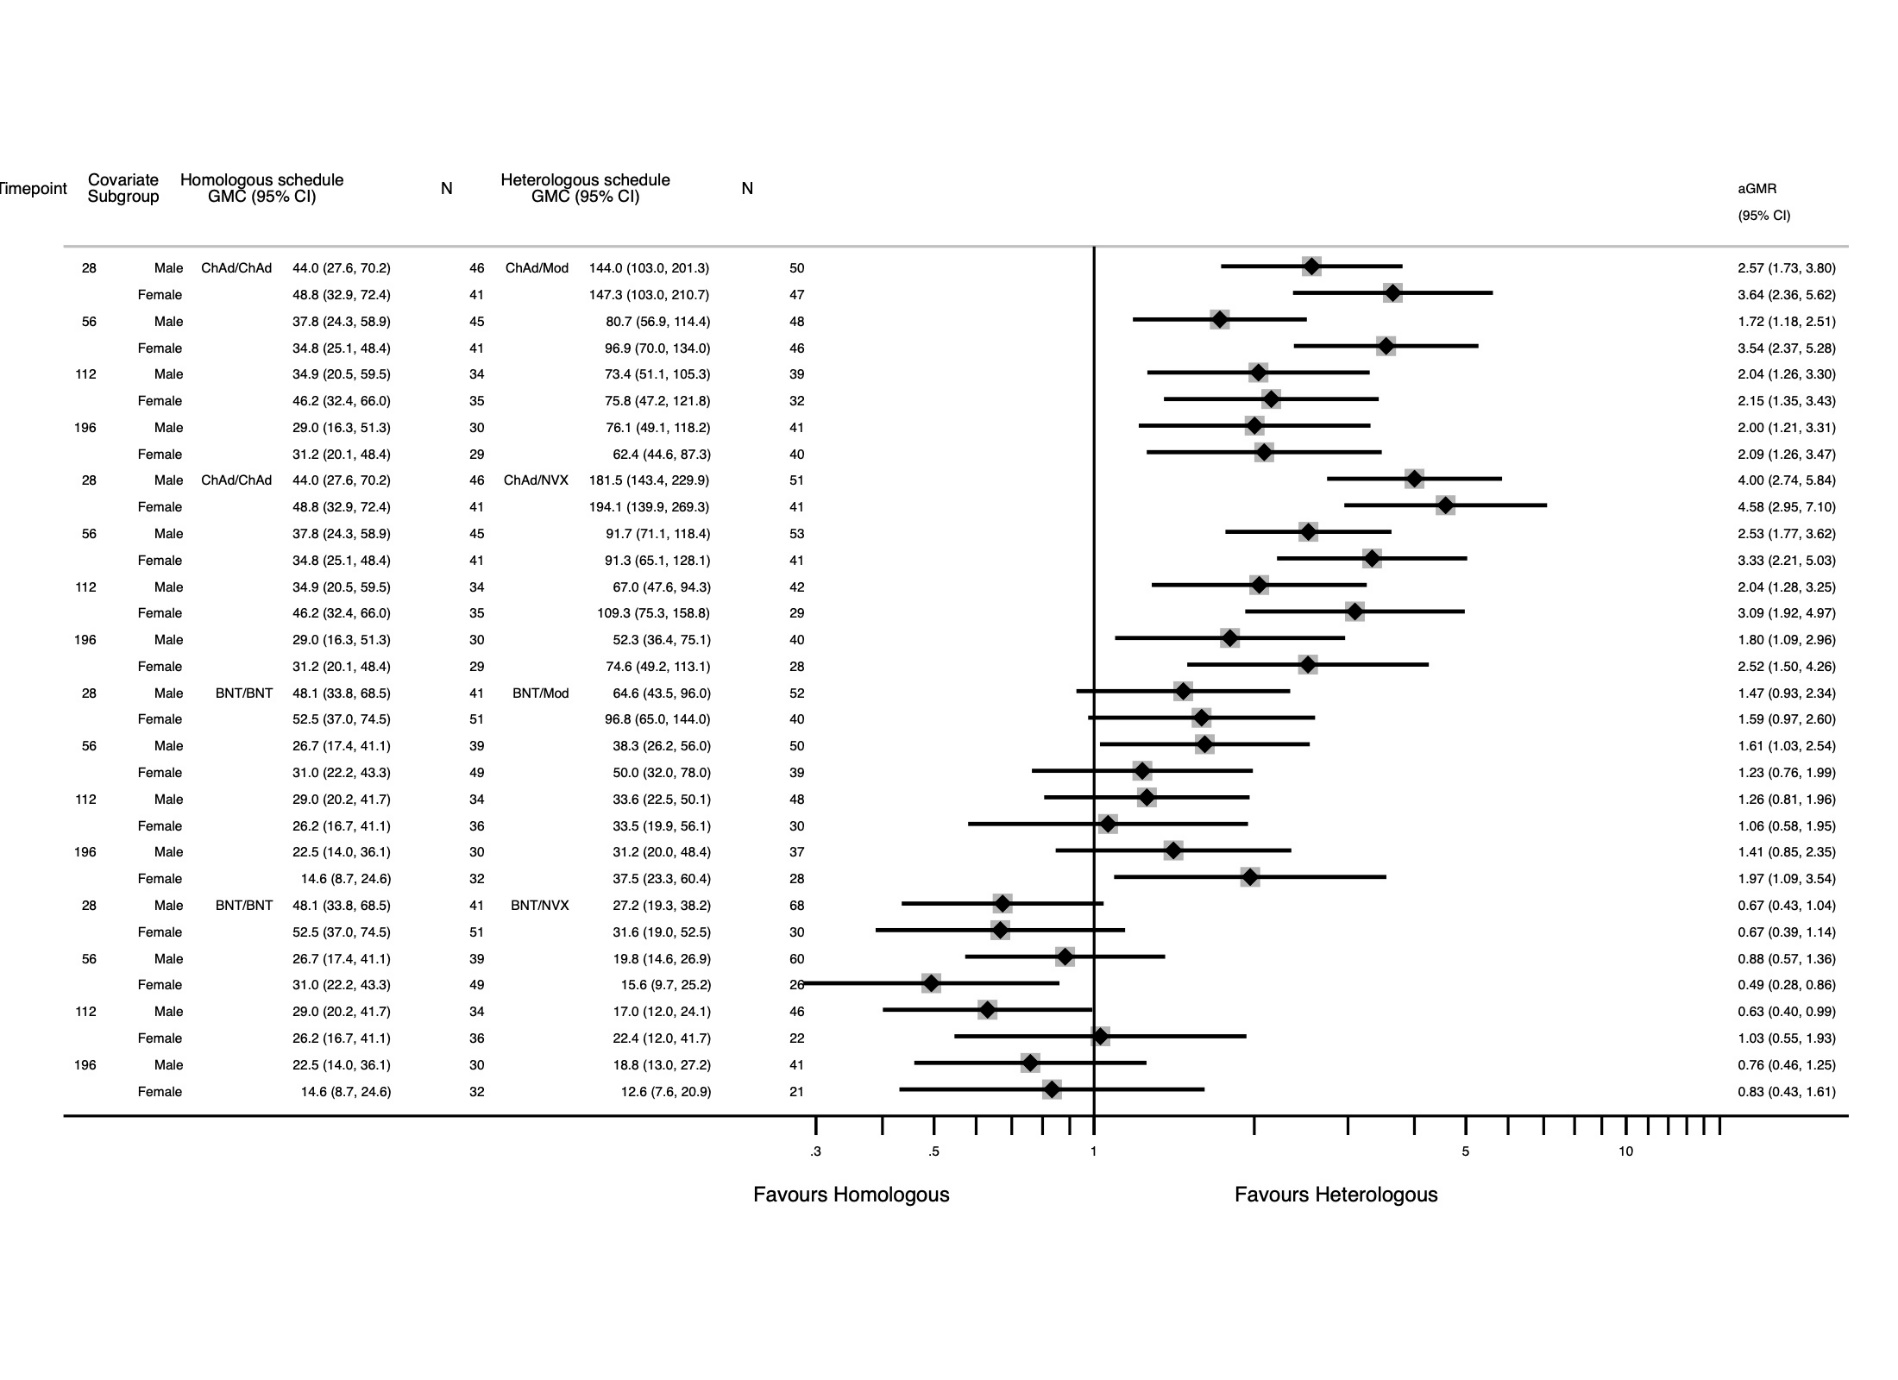 Timepoint Covariate Subgroup Homologous schedule GMC (95% CI) N Heterologous schedule GMC (95% CI) N aGMR (95% CI)
28 Male ChAd/ChAd 44.0 (27.6, 70.2) 46 ChAd/Mod 144.0 (103.0, 201.3) 50 2.57 (1.73, 3.80)
Female 48.8 (32.9, 72.4) 41 147.3 (103.0, 210.7) 47 3.64 (2.36, 5.62)
56 Male 37.8 (24.3, 58.9) 45 80.7 (56.9, 114.4) 48 1.72 (1.18, 2.51)
Female 34.8 (25.1, 48.4) 41 96.9 (70.0, 134.0) 46 3.54 (2.37, 5.28)
112 Male 34.9 (20.5, 59.5) 34 73.4 (51.1, 105.3) 39 2.04 (1.26, 3.30)
Female 46.2 (32.4, 66.0) 35 75.8 (47.2, 121.8) 32 2.15 (1.35, 3.43)
196 Male 29.0 (16.3, 51.3) 30 76.1 (49.1, 118.2) 41 2.00 (1.21, 3.31)
Female 31.2 (20.1, 48.4) 29 62.4 (44.6, 87.3) 40 2.09 (1.26, 3.47)
28 Male ChAd/ChAd 44.0 (27.6, 70.2) 46 ChAd/NVX 181.5 (143.4, 229.9) 51 4.00 (2.74, 5.84)
Female 48.8 (32.9, 72.4) 41 194.1 (139.9, 269.3) 41 4.58 (2.95, 7.10)
56 Male 37.8 (24.3, 58.9) 45 91.7 (71.1, 118.4) 53 2.53 (1.77, 3.62)
Female 34.8 (25.1, 48.4) 41 91.3 (65.1, 128.1) 41 3.33 (2.21, 5.03)
112 Male 34.9 (20.5, 59.5) 34 67.0 (47.6, 94.3) 42 2.04 (1.28, 3.25)
Female 46.2 (32.4, 66.0) 35 109.3 (75.3, 158.8) 29 3.09 (1.92, 4.97)
196 Male 29.0 (16.3, 51.3) 30 52.3 (36.4, 75.1) 40 1.80 (1.09, 2.96)
Female 31.2 (20.1, 48.4) 29 74.6 (49.2, 113.1) 28 2.52 (1.50, 4.26)
28 Male BNT/BNT 48.1 (33.8, 68.5) 41 BNT/Mod 64.6 (43.5, 96.0) 52 1.47 (0.93, 2.34)
Female 52.5 (37.0, 74.5) 51 96.8 (65.0, 144.0) 40 1.59 (0.97, 2.60)
56 Male 26.7 (17.4, 41.1) 39 38.3 (26.2, 56.0) 50 1.61 (1.03, 2.54)
Female 31.0 (22.2, 43.3) 49 50.0 (32.0, 78.0) 39 1.23 (0.76, 1.99)
112 Male 29.0 (20.2, 41.7) 34 33.6 (22.5, 50.1) 48 1.26 (0.81, 1.96)
Female 26.2 (16.7, 41.1) 36 33.5 (19.9, 56.1) 30 1.06 (0.58, 1.95)
196 Male 22.5 (14.0, 36.1) 30 31.2 (20.0, 48.4) 37 1.41 (0.85, 2.35)
Female 14.6 (8.7, 24.6) 32 37.5 (23.3, 60.4) 28 1.97 (1.09, 3.54)
28 Male BNT/BNT 48.1 (33.8, 68.5) 41 BNT/NVX 27.2 (19.3, 38.2) 68 0.67 (0.43, 1.04)
Female 52.5 (37.0, 74.5) 51 31.6 (19.0, 52.5) 30 0.67 (0.39, 1.14)
56 Male 26.7 (17.4, 41.1) 39 19.8 (14.6, 26.9) 60 0.88 (0.57, 1.36)
Female 31.0 (22.2, 43.3) 49 15.6 (9.7, 25.2) 26 0.49 (0.28, 0.86)
112 Male 29.0 (20.2, 41.7) 34 17.0 (12.0, 24.1) 46 0.63 (0.40, 0.99)
Female 26.2 (16.7, 41.1) 36 22.4 (12.0, 41.7) 22 1.03 (0.55, 1.93)
196 Male 22.5 (14.0, 36.1) 30 18.8 (13.0, 27.2) 41 0.76 (0.46, 1.25)
Female 14.6 (8.7, 24.6) 32 12.6 (7.6, 20.9) 21 0.83 (0.43, 1.61)
.3 .5 1 5 10
Favours Homologous Favours Heterologous